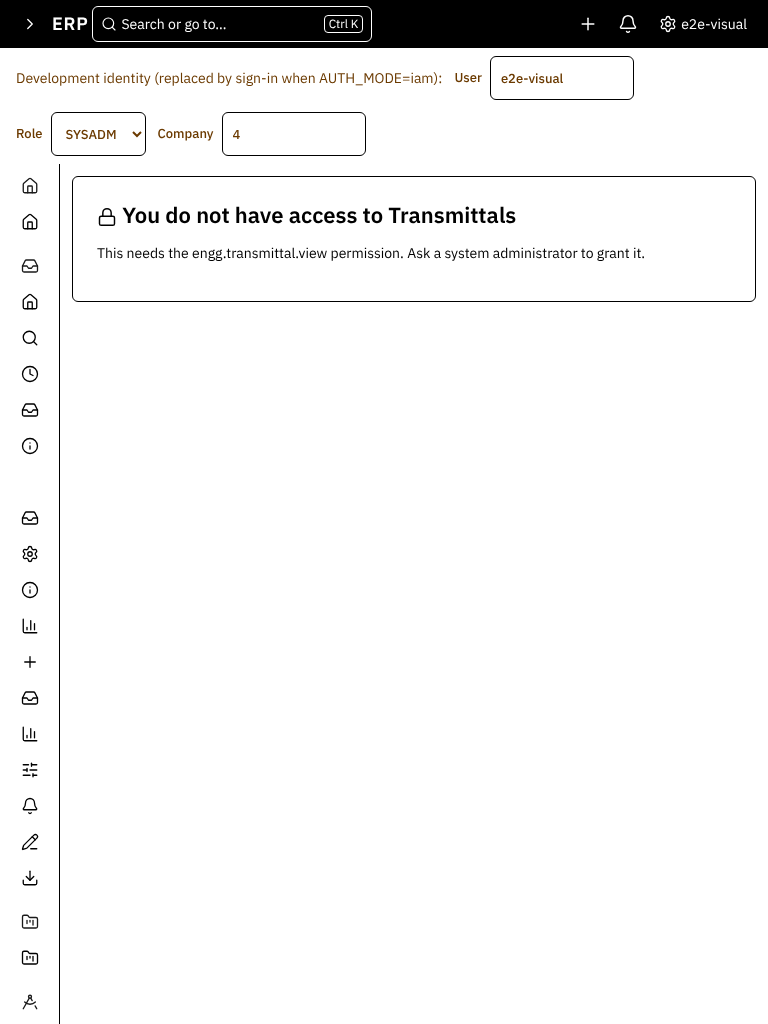 ERP Search or go to... Ctrl K e2e-visual
Development identity (replaced by sign-in when AUTH_MODE=iam): User e2e-visual
Role SYSADM Company 4
You do not have access to Transmittals
This needs the engg.transmittal.view permission. Ask a system administrator to grant it.